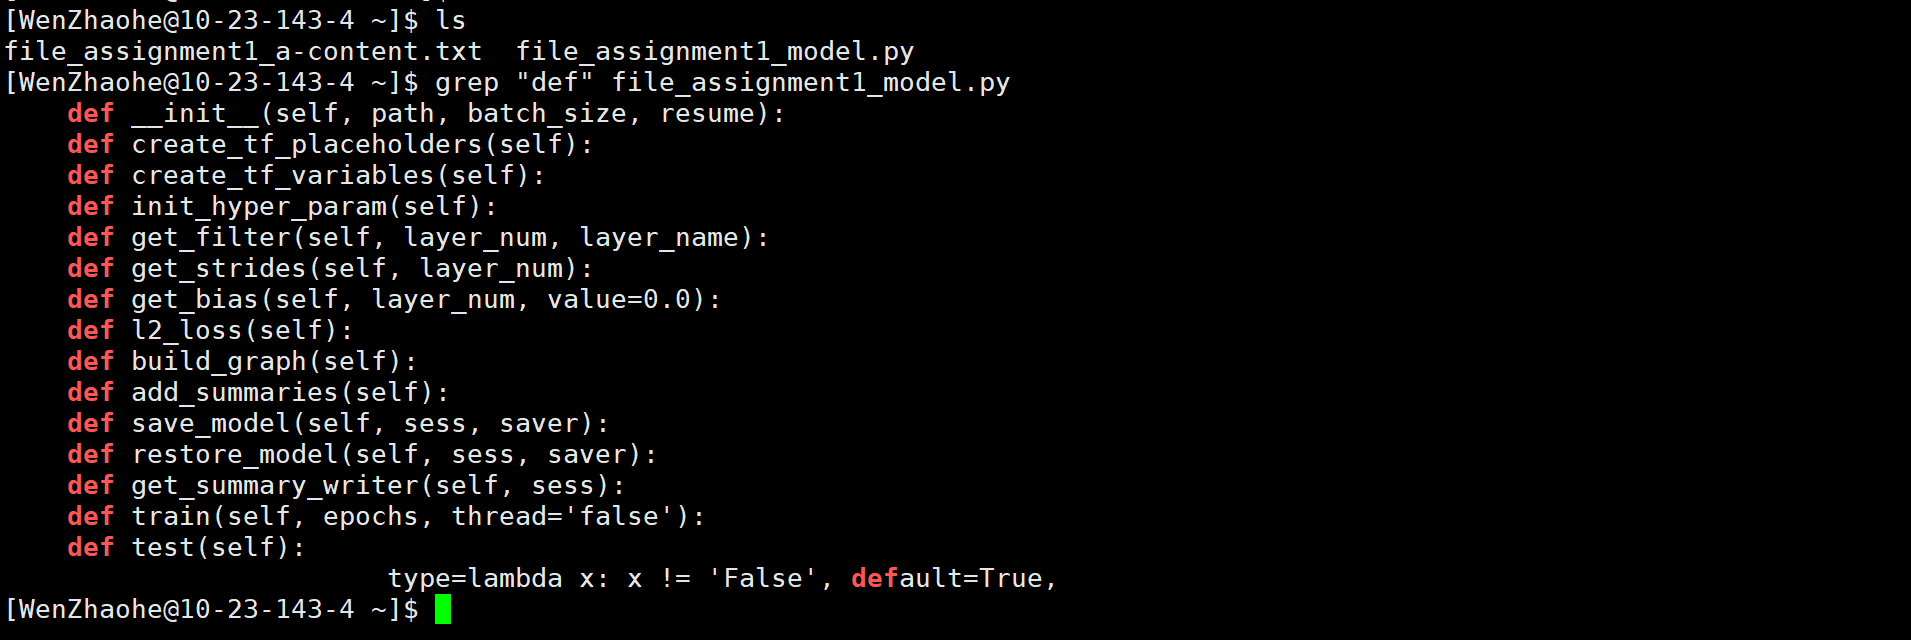 [WenZhaohe@10-23-143-4 ~]$ ls
file_assignment1_a-content.txt  file_assignment1_model.py
[WenZhaohe@10-23-143-4 ~]$ grep "def" file_assignment1_model.py
    def __init__(self, path, batch_size, resume):
    def create_tf_placeholders(self):
    def create_tf_variables(self):
    def init_hyper_param(self):
    def get_filter(self, layer_num, layer_name):
    def get_strides(self, layer_num):
    def get_bias(self, layer_num, value=0.0):
    def l2_loss(self):
    def build_graph(self):
    def add_summaries(self):
    def save_model(self, sess, saver):
    def restore_model(self, sess, saver):
    def get_summary_writer(self, sess):
    def train(self, epochs, thread='false'):
    def test(self):
                        type=lambda x: x != 'False', default=True,
[WenZhaohe@10-23-143-4 ~]$